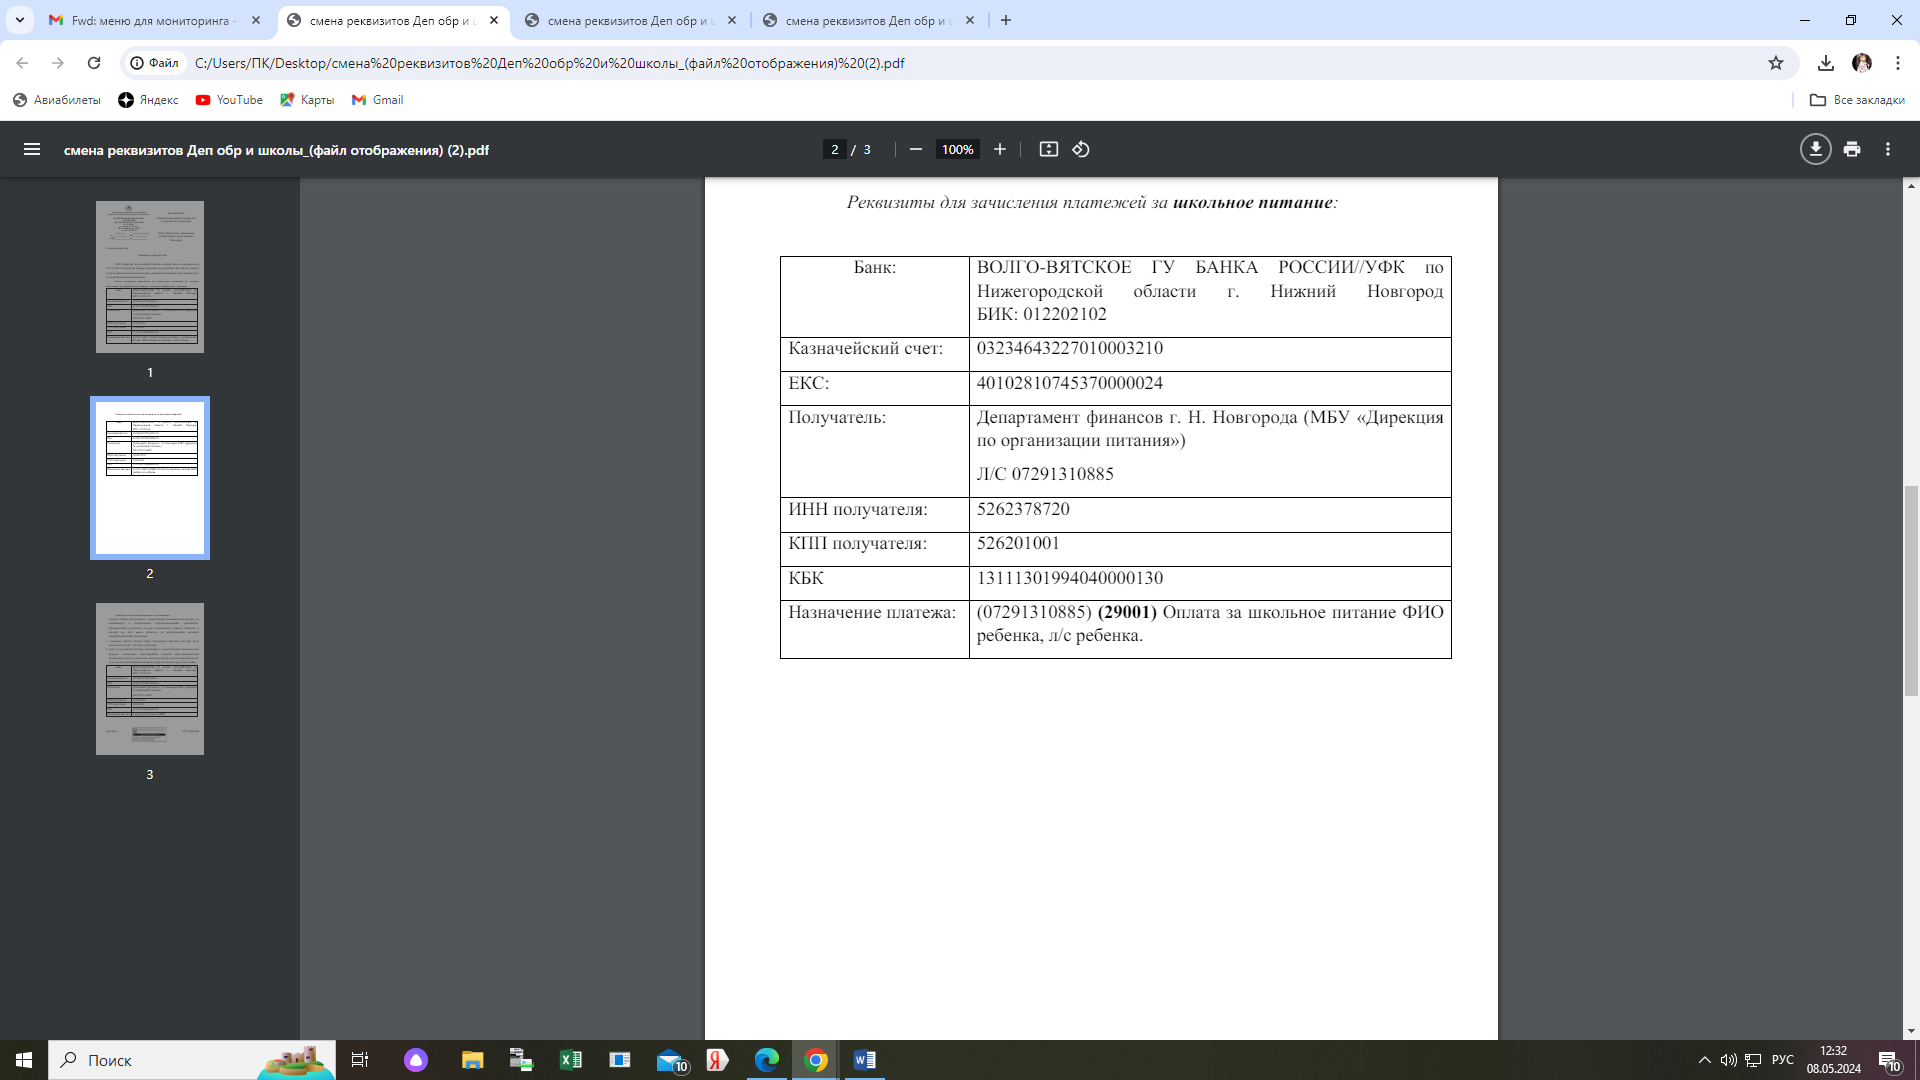 Fwd: меню для мониторинга -
смена реквизитов Деп обр и ш
смена реквизитов Деп обр и ш
смена реквизитов Деп обр и ш
Файл
C:/Users/ПК/Desktop/смена%20реквизитов%20Деп%20обр%20и%20школы_(файл%20отображения)%20(2).pdf
Авиабилеты
Яндекс
YouTube
Карты
Gmail
Все закладки
смена реквизитов Деп обр и школы_(файл отображения) (2).pdf
2 / 3
100%
1
2
3
Реквизиты для зачисления платежей за школьное питание:
Банк:
ВОЛГО-ВЯТСКОЕ ГУ БАНКА РОССИИ//УФК по
Нижегородской области г. Нижний Новгород
БИК: 012202102
Казначейский счет:
03234643227010003210
ЕКС:
40102810745370000024
Получатель:
Департамент финансов г. Н. Новгорода (МБУ «Дирекция
по организации питания»)
Л/С 07291310885
ИНН получателя:
5262378720
КПП получателя:
526201001
КБК
13111301994040000130
Назначение платежа:
(07291310885) (29001) Оплата за школьное питание ФИО
ребенка, л/с ребенка.
Поиск
10
РУС
12:32
08.05.2024
10